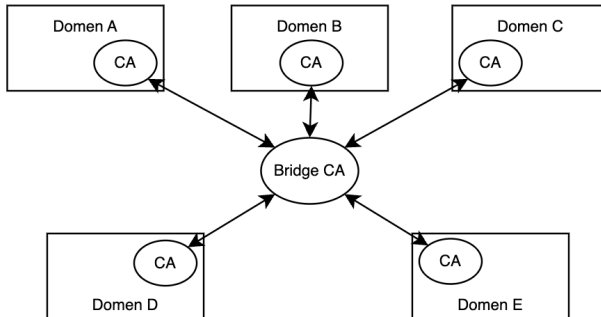 Domen A
Domen B
Domen C
CA
CA
CA
Bridge CA
CA
CA
Domen D
Domen E